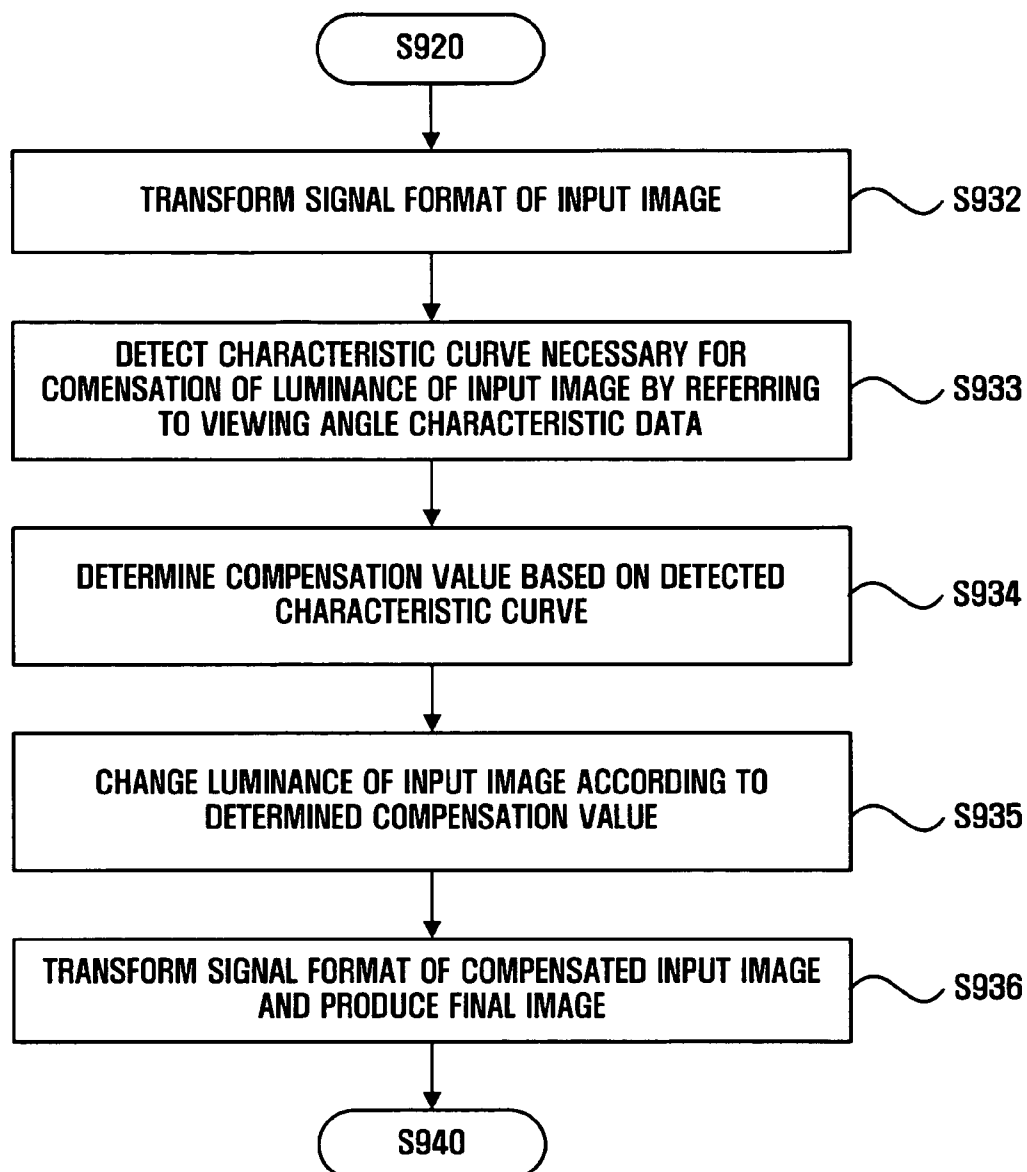 S920
TRANSFORM SIGNAL FORMAT OF INPUT IMAGE
S932
DETECT CHARACTERISTIC CURVE NECESSARY FOR
COMENSATION OF LUMINANCE OF INPUT IMAGE BY REFERRING
TO VIEWING ANGLE CHARACTERISTIC DATA
S933
DETERMINE COMPENSATION VALUE BASED ON DETECTED
CHARACTERISTIC CURVE
S934
CHANGE LUMINANCE OF INPUT IMAGE ACCORDING TO
DETERMINED COMPENSATION VALUE
S935
TRANSFORM SIGNAL FORMAT OF COMPENSATED INPUT IMAGE
AND PRODUCE FINAL IMAGE
S936
S940